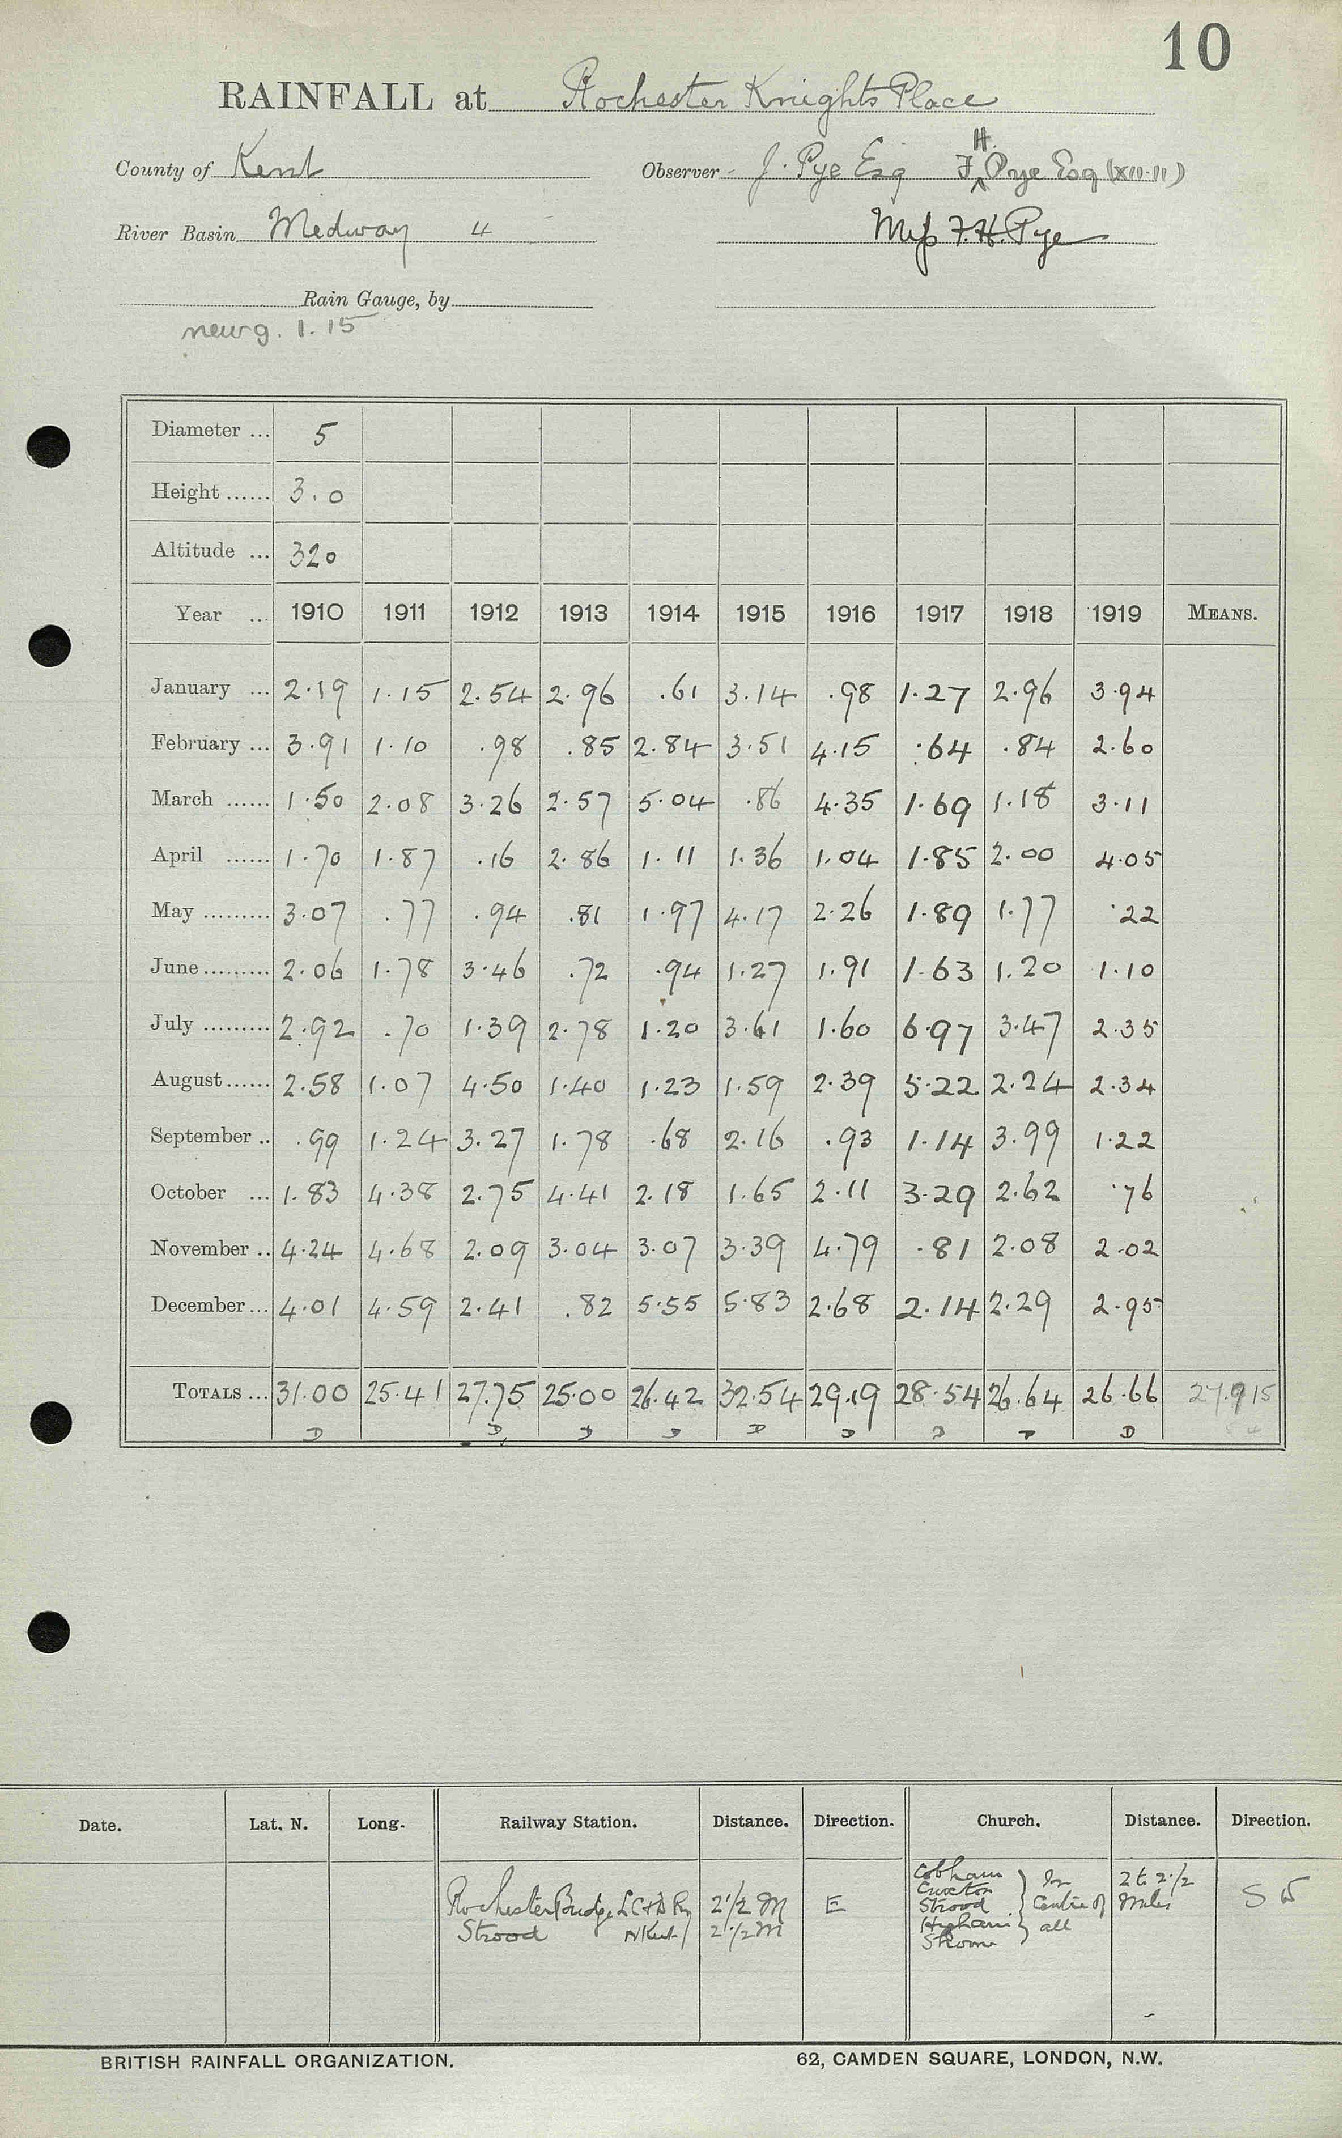 10
RAINFALL at Rochester Knights Place
County of Kent Observer J. Pye Esq F H Pye Esq (XII.11)
River Basin Medway 4 Miss F. H. Pye
Rain Gauge, by
new g. 1.15
Diameter ... 5
Height ...... 3.0
Altitude ... 320
Year ... 1910 1911 1912 1913 1914 1915 1916 1917 1918 1919 MEANS.
January ... 2.19 1.15 2.54 2.96 .61 3.14 .98 1.27 2.96 3.94
February ... 3.91 1.10 .98 .85 2.84 3.51 4.15 .64 .84 2.60
March ...... 1.50 2.08 3.26 2.57 5.04 .86 4.35 1.69 1.18 3.11
April ...... 1.70 1.87 .16 2.86 1.11 1.36 1.04 1.85 2.00 4.05
May ......... 3.07 .77 .94 .81 1.97 4.17 2.26 1.89 1.77 .22
June ......... 2.06 1.78 3.46 .72 .94 1.27 1.91 1.63 1.20 1.10
July ......... 2.92 .70 1.39 2.78 1.20 3.61 1.60 6.97 3.47 2.35
August ...... 2.58 1.07 4.50 1.40 1.23 1.59 2.39 5.22 2.24 2.34
September .. .99 1.24 3.27 1.78 .68 2.16 .93 1.14 3.99 1.22
October ... 1.83 4.38 2.75 4.41 2.18 1.65 2.11 3.29 2.62 .76
November .. 4.24 4.68 2.09 3.04 3.07 3.39 4.79 .81 2.08 2.02
December ... 4.01 4.59 2.41 .82 5.55 5.83 2.68 2.14 2.29 2.95
TOTALS ... 31.00 25.41 27.75 25.00 26.42 32.54 29.19 28.54 26.64 26.66 27.915
D D D D D D D D D
Date. Lat. N. Long. Railway Station. Distance. Direction. Church. Distance. Direction.
Rochester Bridge L C & D Ry 2 1/2 M E
Strood N Kent 2 1/2 M
Cobham
Strood
Higham
Shorne
In
Centre of
all
2 to 2 1/2
Miles
S W
BRITISH RAINFALL ORGANIZATION. 62, CAMDEN SQUARE, LONDON, N.W.